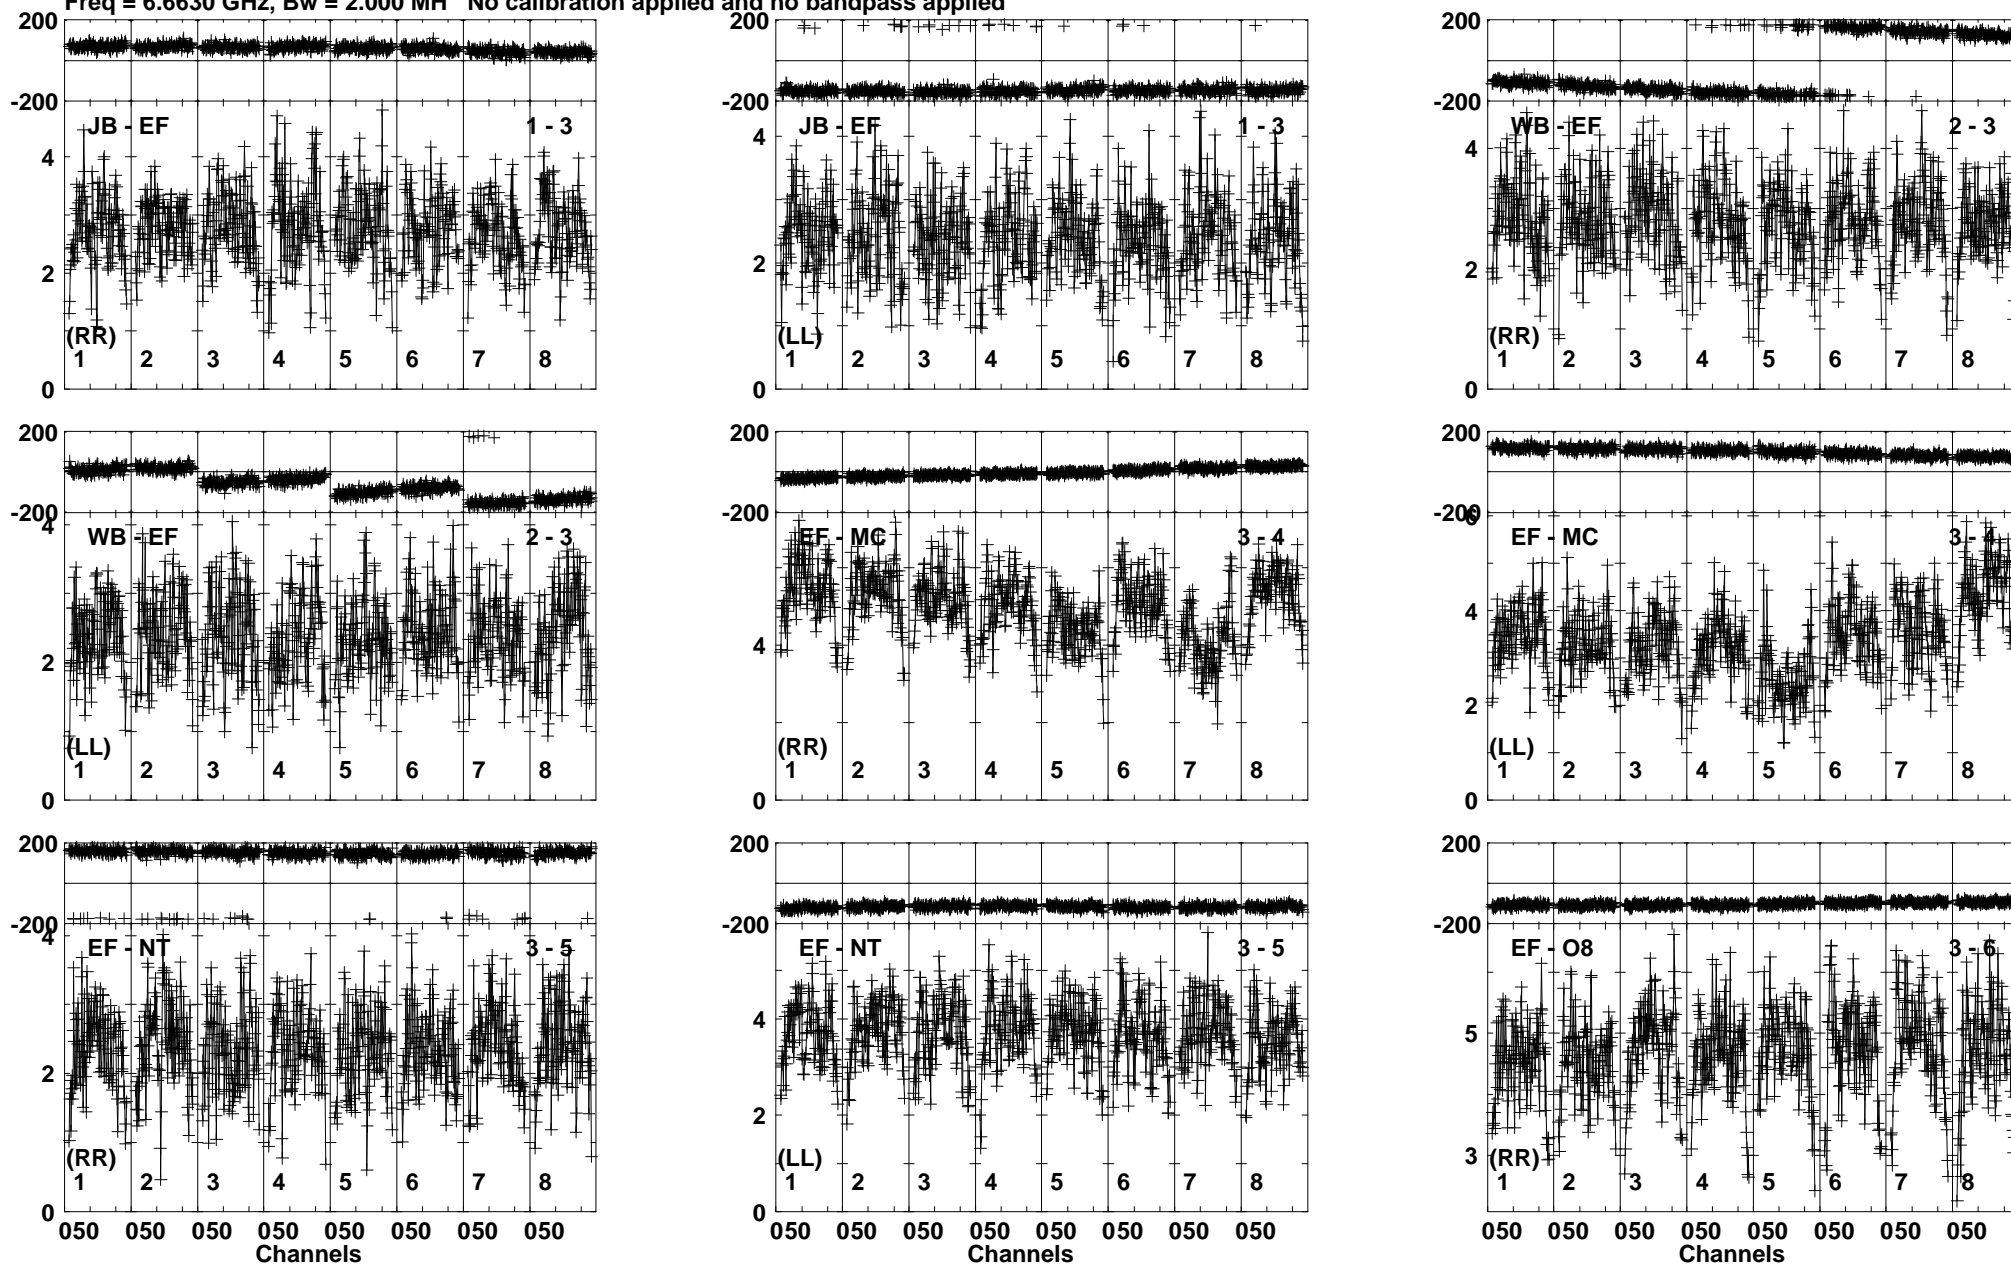 Freq = 6.6630 GHz, Bw = 2.000 MH No calibration applied and no bandpass applied
200
-200
JB - EF 1 - 3
4
2
0
(RR)
1 2 3 4 5 6 7 8
200
-200
JB - EF 1 - 3
4
2
0
(LL)
1 2 3 4 5 6 7 8
200
-200
WB - EF 2 - 3
4
2
0
(RR)
1 2 3 4 5 6 7 8
200
-200
4
WB - EF 2 - 3
2
0
(LL)
1 2 3 4 5 6 7 8
200
-200
EF - MC 3 - 4
4
0
(RR)
1 2 3 4 5 6 7 8
200
-200
6
EF - MC 3 - 4
4
2
0
(LL)
1 2 3 4 5 6 7 8
200
-200
4
EF - NT 3 - 5
2
0
(RR)
1 2 3 4 5 6 7 8
050 050 050 050 050 050 050 050
Channels
200
-200
EF - NT 3 - 5
4
2
0
(LL)
1 2 3 4 5 6 7 8
050 050 050 050 050 050 050 050
Channels
200
-200
EF - O8 3 - 6
5
3
(RR)
1 2 3 4 5 6 7 8
050 050 050 050 050 050 050 050
Channels